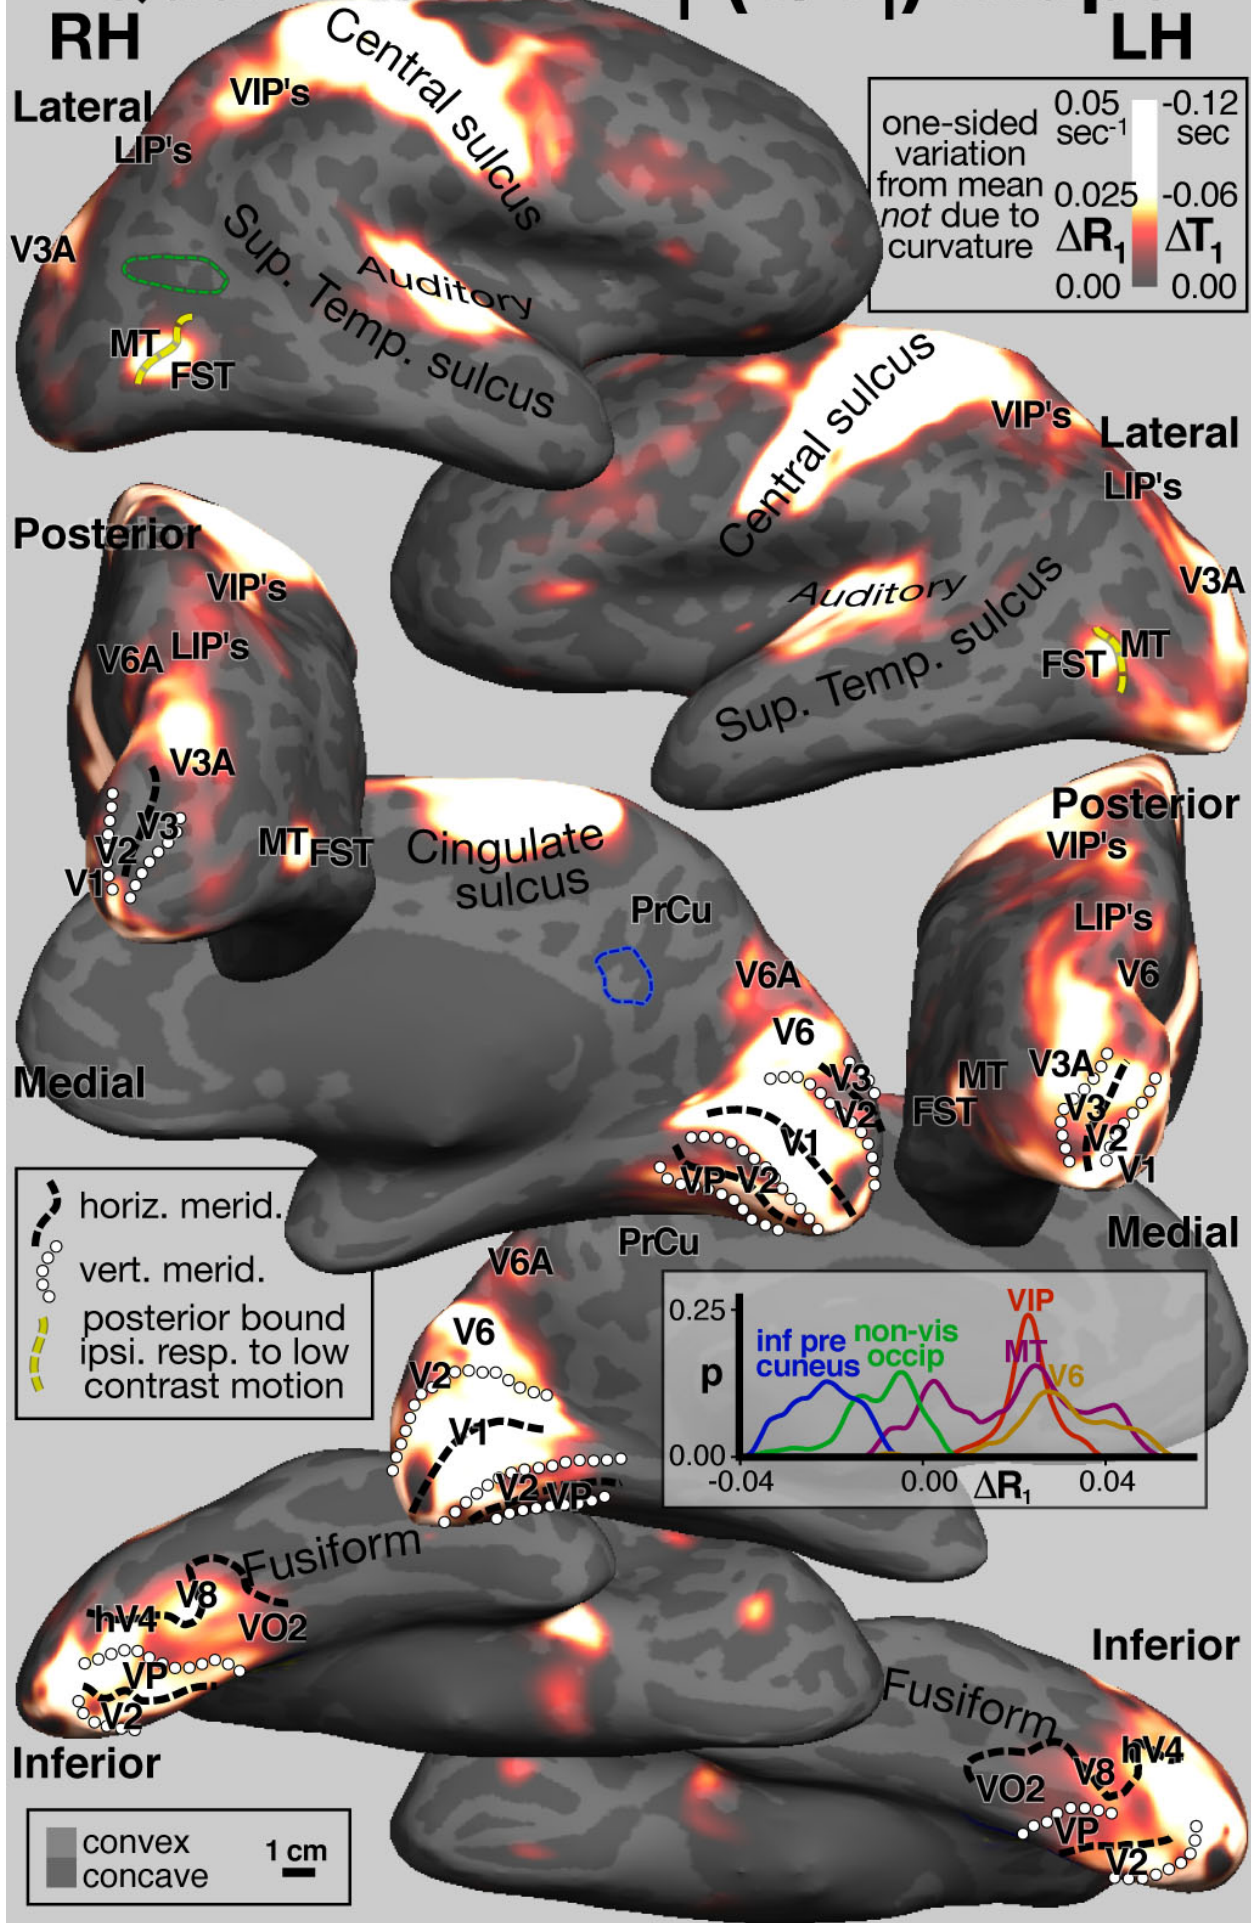 RH
LH
Lateral
VIP's
Central sulcus
LIP's
V3A
Sup. Temp. sulcus
Auditory
MT
FST
one-sided
variation
from mean
not due to
curvature
0.05
sec-1
-0.12
sec
0.025
-0.06
ΔR1
ΔT1
0.00
0.00
Central sulcus
VIP's
Lateral
LIP's
V3A
Auditory
Sup. Temp. sulcus
FST
MT
Posterior
VIP's
V6A
LIP's
V3A
V3
V2
V1
MT
FST
Cingulate
sulcus
PrCu
V6A
V6
V3
V2
V1
VP
V2
Medial
Posterior
VIP's
LIP's
V6
MT
FST
V3A
V3
V2
V1
Medial
horiz. merid.
vert. merid.
posterior bound
ipsi. resp. to low
contrast motion
PrCu
V6A
V6
V2
V1
V2
VP
0.25
p
0.00
inf pre
cuneus
non-vis
occip
VIP
MT
V6
-0.04
0.00
ΔR1
0.04
Fusiform
V8
hV4
VO2
VP
V2
Inferior
Inferior
Fusiform
hV4
V8
VO2
VP
V2
convex
concave
1 cm